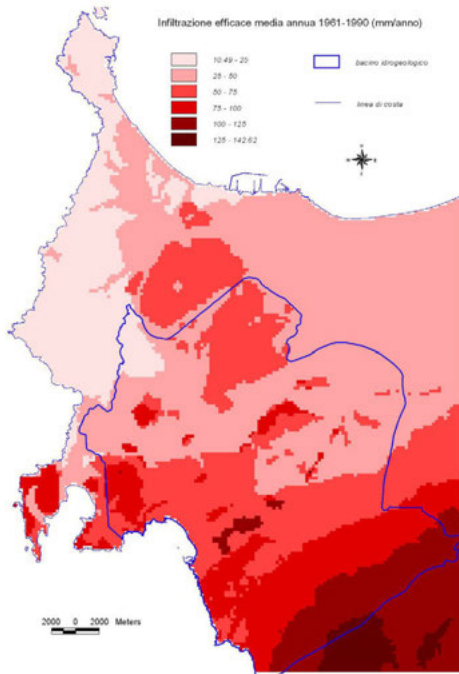 Infiltrazione efficace media annua 1961-1990 (mm/anno)
10.49 - 25
25 - 50
50 - 75
75 - 100
100 - 125
125 - 142.62
bacino idrogeologico
linea di costa
2000 0 2000 Meters